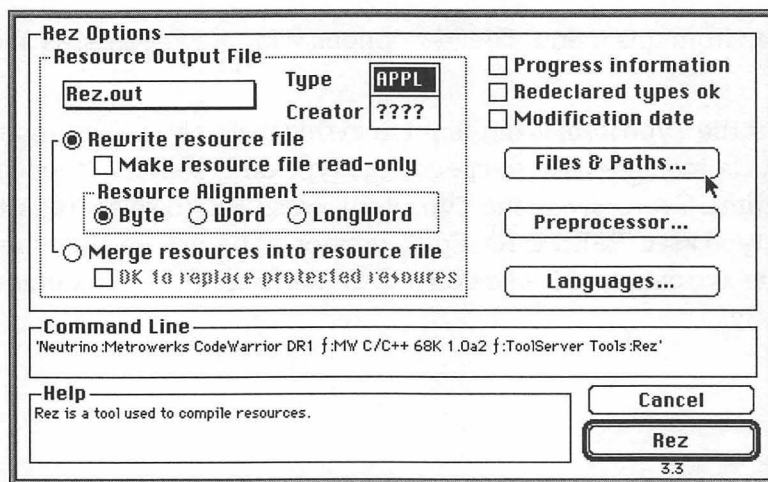 Rez Options
Resource Output File
Rez.out
Type APPL
Creator ????
Rewrite resource file
Make resource file read-only
Resource Alignment
Byte Word LongWord
Merge resources into resource file
OK to replace protected resoures
Progress information
Redeclared types ok
Modification date
Files & Paths...
Preprocessor...
Languages...
Command Line
'Neutrino:Metrowerks CodeWarrior DR1 ƒ:MW C/C++ 68K 1.0a2 ƒ:ToolServer Tools:Rez'
Help
Rez is a tool used to compile resources.
Cancel
Rez
3.3